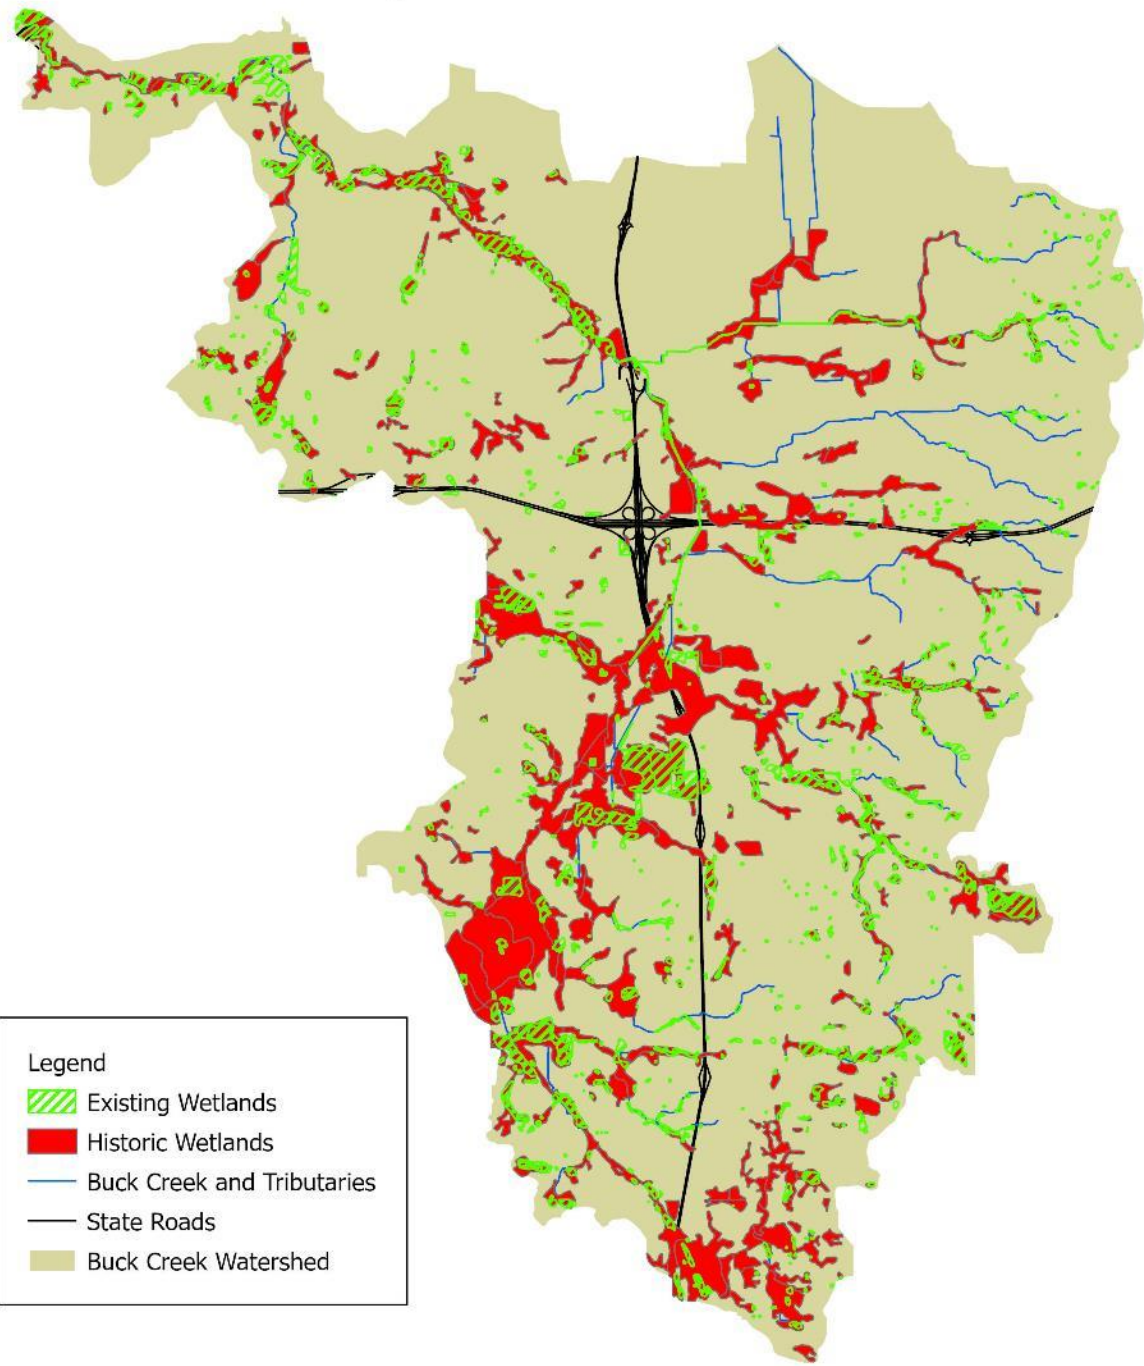 Legend
Existing Wetlands
Historic Wetlands
Buck Creek and Tributaries
State Roads
Buck Creek Watershed